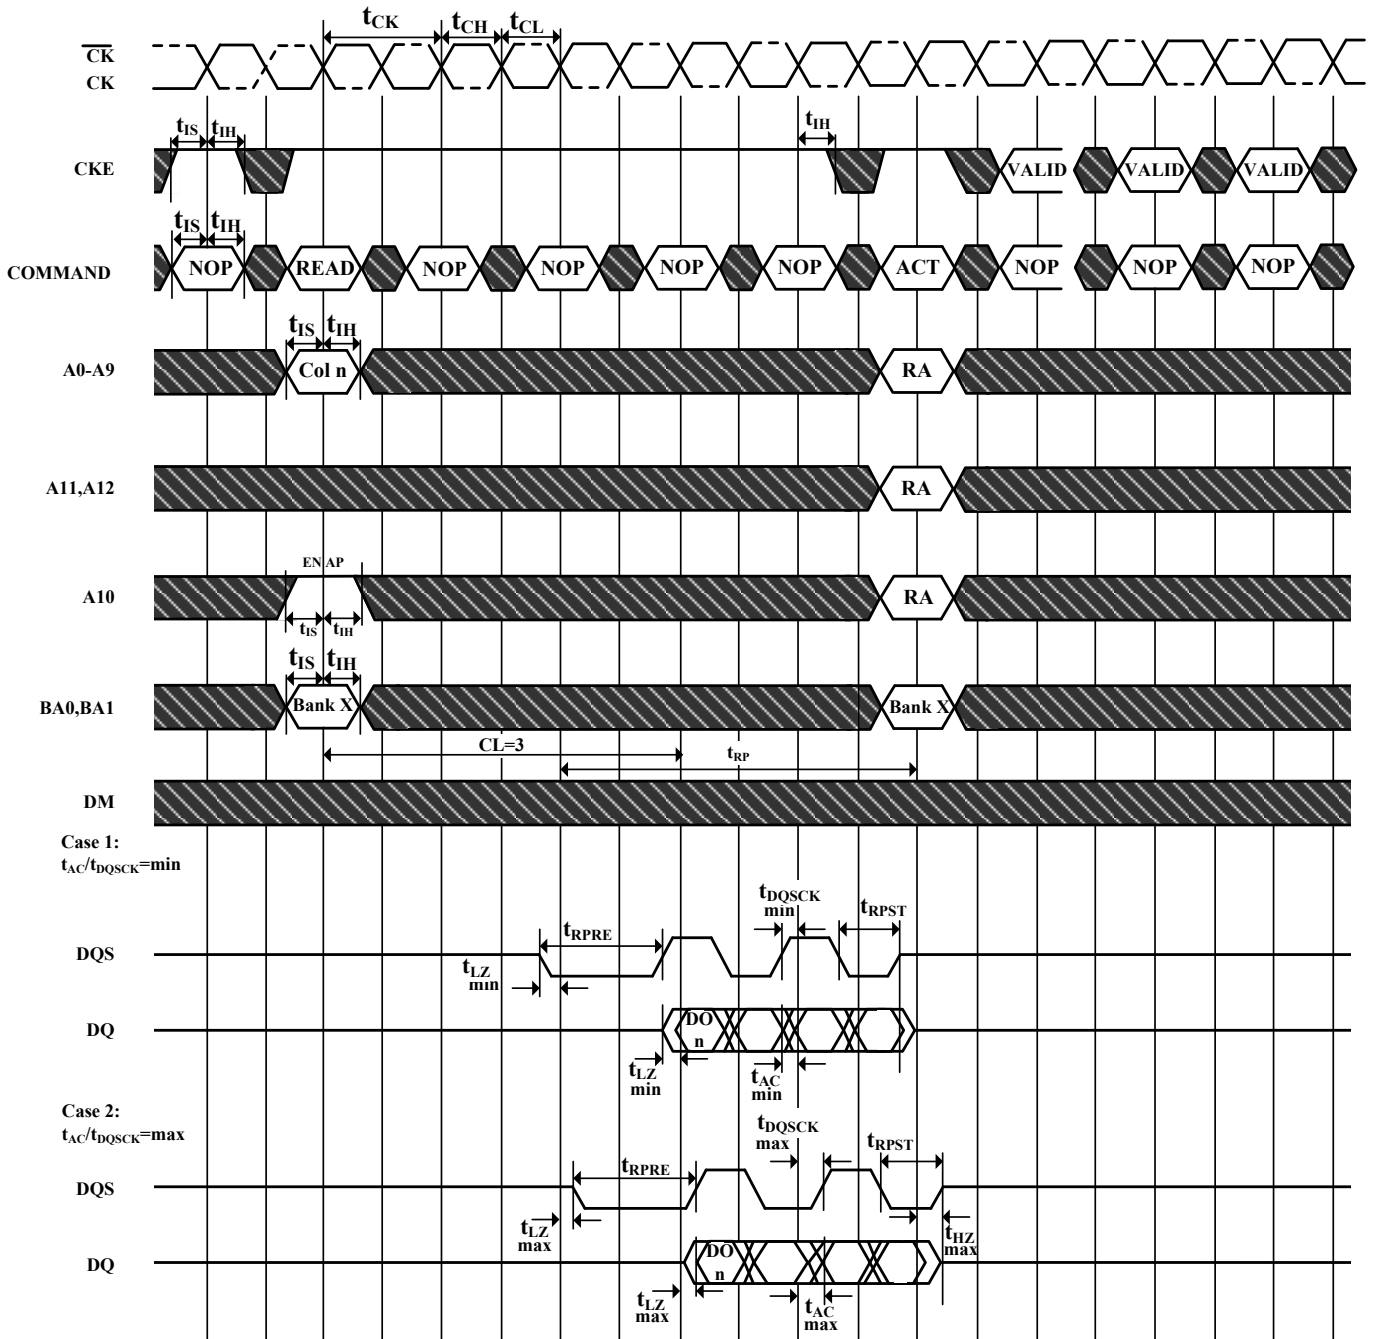 tCK tCH tCL
CK
CK
tIS tIH tIH
CKE VALID VALID VALID
tIS tIH
COMMAND NOP READ NOP NOP NOP NOP ACT NOP NOP NOP
tIS tIH
A0-A9 Col n RA
A11,A12 RA
EN AP
A10 RA
tIS tIH
tIS tIH
BA0,BA1 Bank X Bank X
CL=3 tRP
DM
Case 1:
tAC/tDQSCK=min
tDQSCK min tRPST
tRPRE
DQS
tLZ min
DQ DO n
tLZ min tAC min
Case 2:
tAC/tDQSCK=max
tDQSCK max tRPST
tRPRE
DQS
tLZ max tHZ max
DQ DO n
tLZ max tAC max